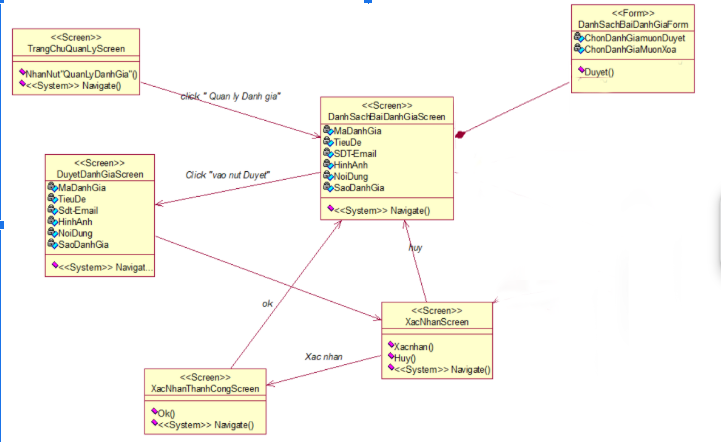 <<Screen>>
TrangChuQuanLyScreen
NhanNut"QuanLyDanhGia"()
<<System>> Navigate()
<<Form>>
DanhSachBaiDanhGiaForm
ChonDanhGiamuonDuyet
ChonDanhGiaMuonXoa
Duyet()
click " Quan ly Danh gia"
<<Screen>>
DanhSachBaiDanhGiaScreen
MaDanhGia
TieuDe
SDT-Email
HinhAnh
NoiDung
SaoDanhGia
<<System>> Navigate()
Click "vao nut Duyet"
<<Screen>>
DuyetDanhGiaScreen
MaDanhGia
TieuDe
Sdt-Email
HinhAnh
NoiDung
SaoDanhGia
<<System>> Navigat...
huy
ok
<<Screen>>
XacNhanScreen
Xacnhan()
Huy()
<<System>> Navigate()
Xac nhan
<<Screen>>
XacNhanThanhCongScreen
Ok()
<<System>> Navigate()